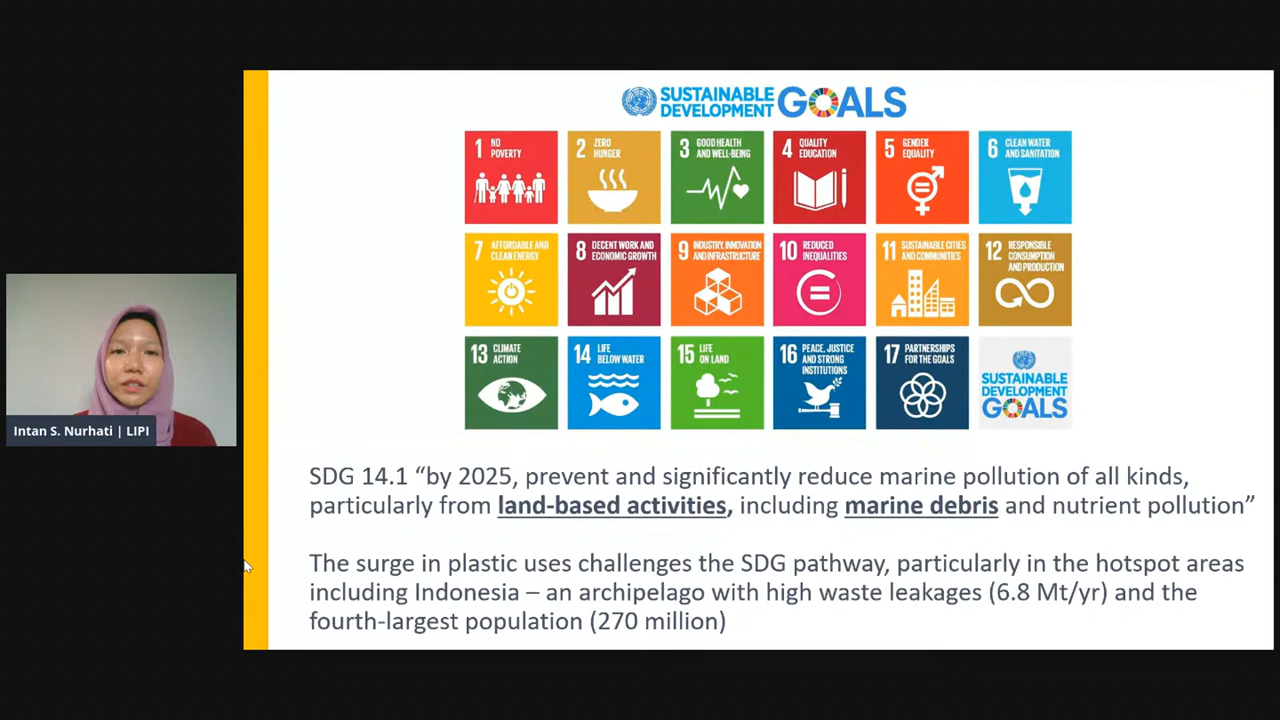 SUSTAINABLE
DEVELOPMENT
GOALS
1 NO
POVERTY
2 ZERO
HUNGER
3 GOOD HEALTH
AND WELL-BEING
4 QUALITY
EDUCATION
5 GENDER
EQUALITY
6 CLEAN WATER
AND SANITATION
7 AFFORDABLE AND
CLEAN ENERGY
8 DECENT WORK AND
ECONOMIC GROWTH
9 INDUSTRY, INNOVATION
AND INFRASTRUCTURE
10 REDUCED
INEQUALITIES
11 SUSTAINABLE CITIES
AND COMMUNITIES
12 RESPONSIBLE
CONSUMPTION
AND PRODUCTION
13 CLIMATE
ACTION
14 LIFE
BELOW WATER
15 LIFE
ON LAND
16 PEACE, JUSTICE
AND STRONG
INSTITUTIONS
17 PARTNERSHIPS
FOR THE GOALS
SUSTAINABLE
DEVELOPMENT
GOALS
Intan S. Nurhati | LIPI
SDG 14.1 “by 2025, prevent and significantly reduce marine pollution of all kinds,
particularly from land-based activities, including marine debris and nutrient pollution”
The surge in plastic uses challenges the SDG pathway, particularly in the hotspot areas
including Indonesia – an archipelago with high waste leakages (6.8 Mt/yr) and the
fourth-largest population (270 million)